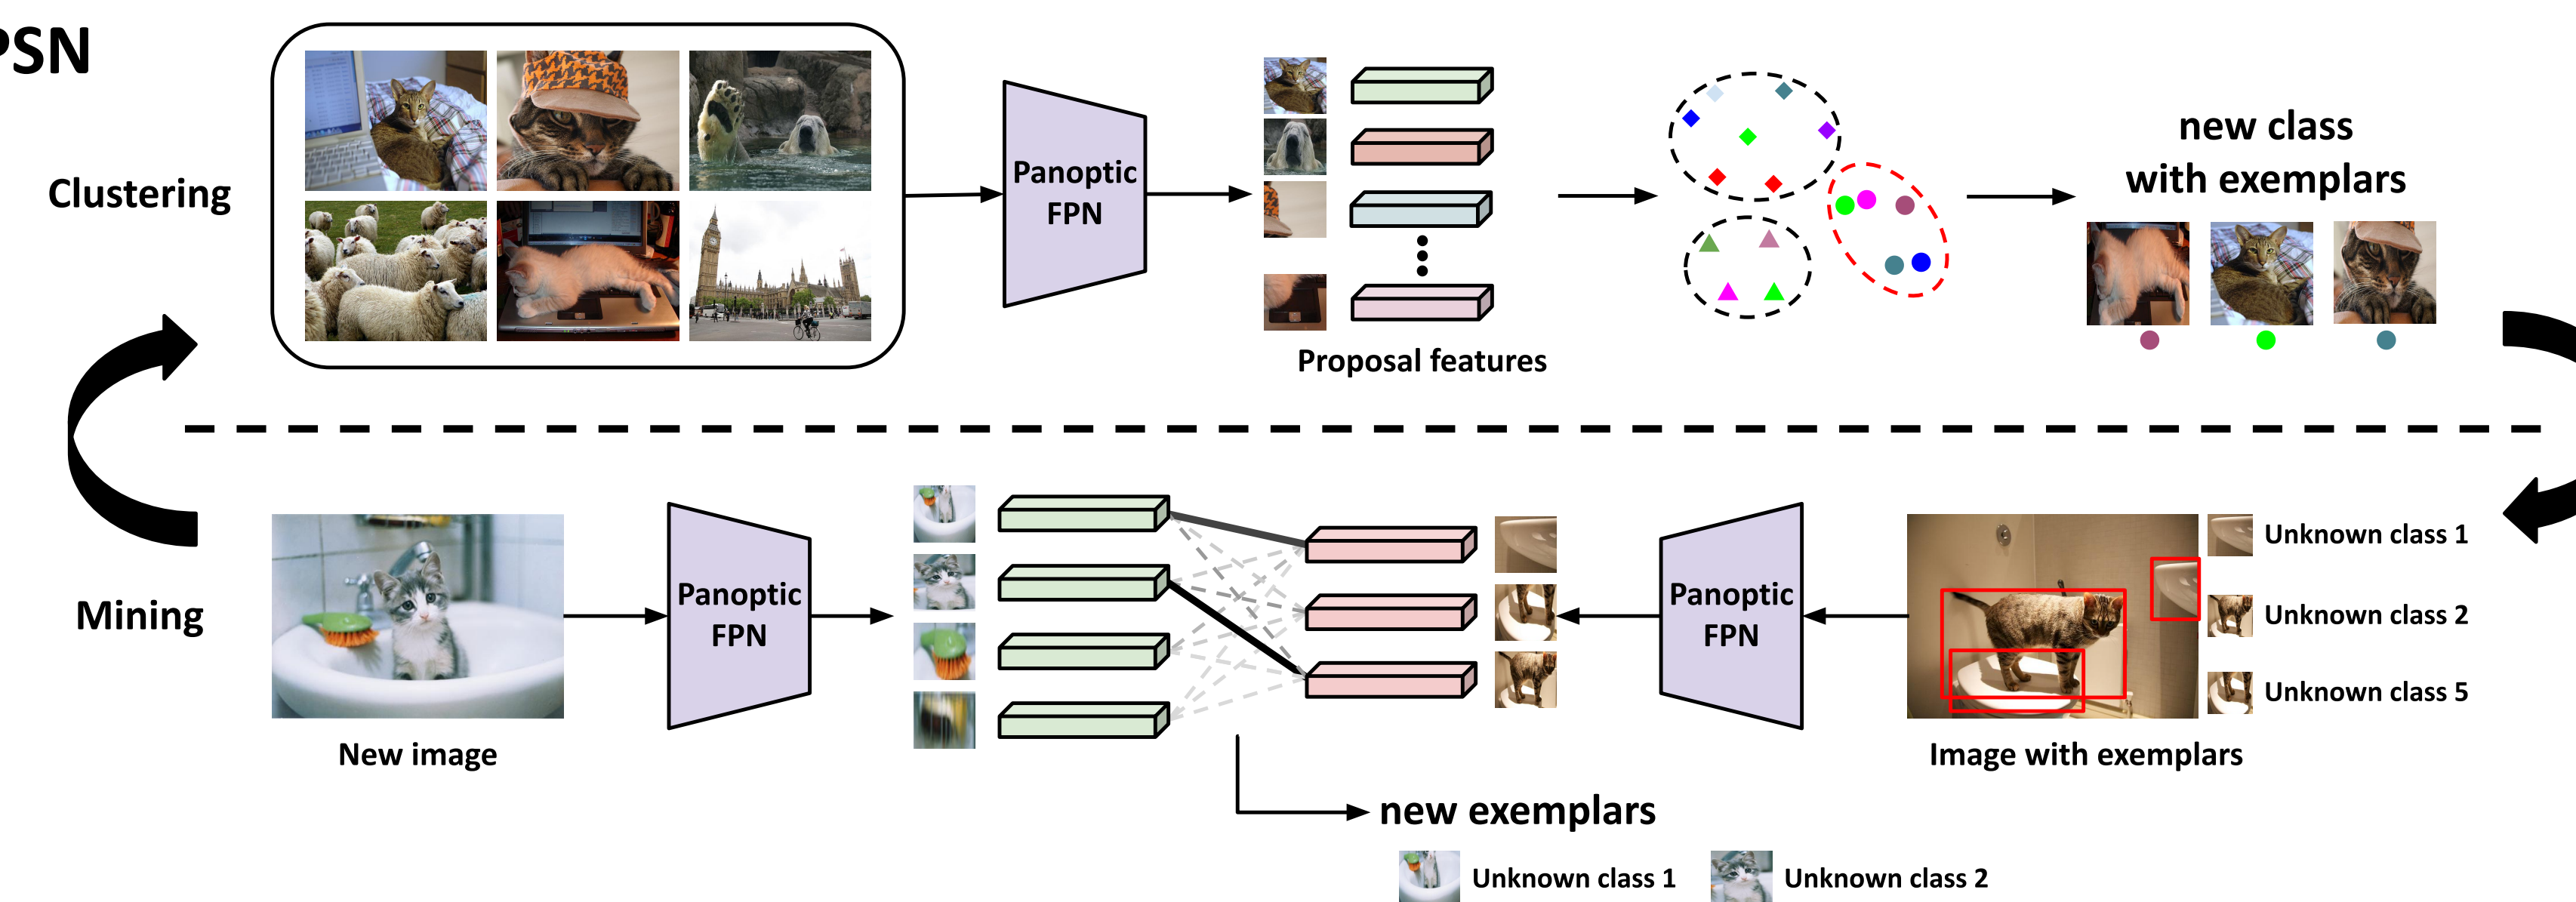 PSN
Clustering
Panoptic
FPN
Proposal features
new class
with exemplars
Mining
New image
Panoptic
FPN
Panoptic
FPN
Image with exemplars
Unknown class 1
Unknown class 2
Unknown class 5
new exemplars
Unknown class 1
Unknown class 2